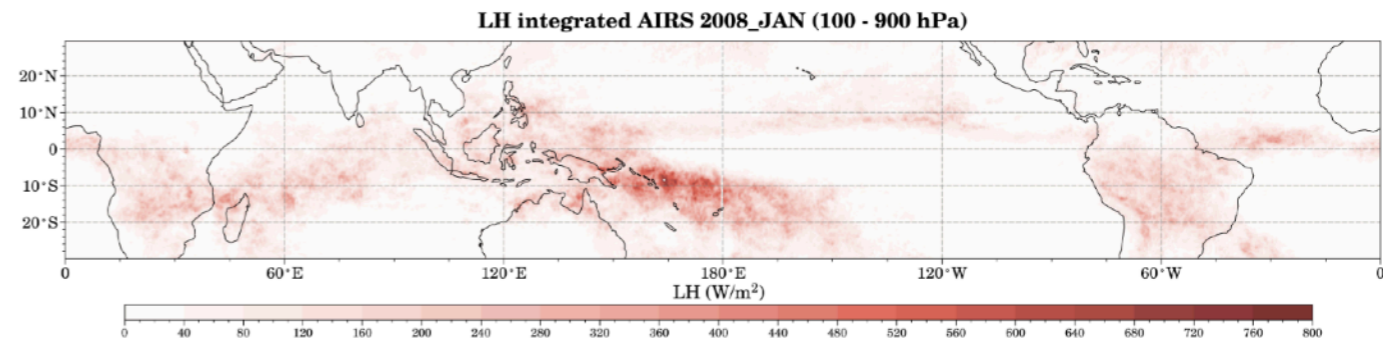 LH integrated AIRS 2008_JAN (100 - 900 hPa)
20°N
10°N
0
10°S
20°S
0 60°E 120°E 180°E 120°W 60°W 0
LH (W/m²)
0 40 80 120 160 200 240 280 320 360 400 440 480 520 560 600 640 680 720 760 800